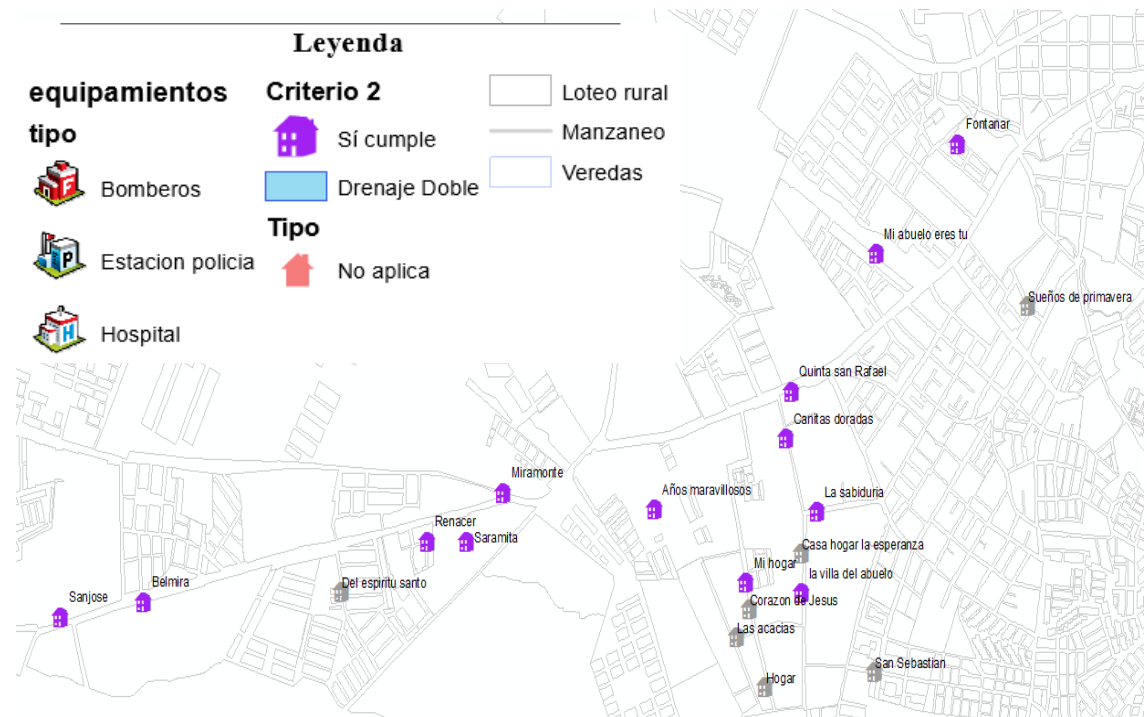 Leyenda
equipamientos
tipo
Bomberos
Estacion policia
Hospital
Criterio 2
Sí cumple
Drenaje Doble
Tipo
No aplica
Loteo rural
Manzaneo
Veredas
Fontanar
Mi abuelo eres tu
Sueños de primavera
Quinta san Rafael
Canitas doradas
Miramonte
Años maravillosos
La sabiduria
Renacer
Saramita
Casa hogar la esperanza
Mi hogar
la villa del abuelo
Del espiritu santo
Belmira
Sanjose
Corazon de Jesus
Las acacias
San Sebastian
Hogar